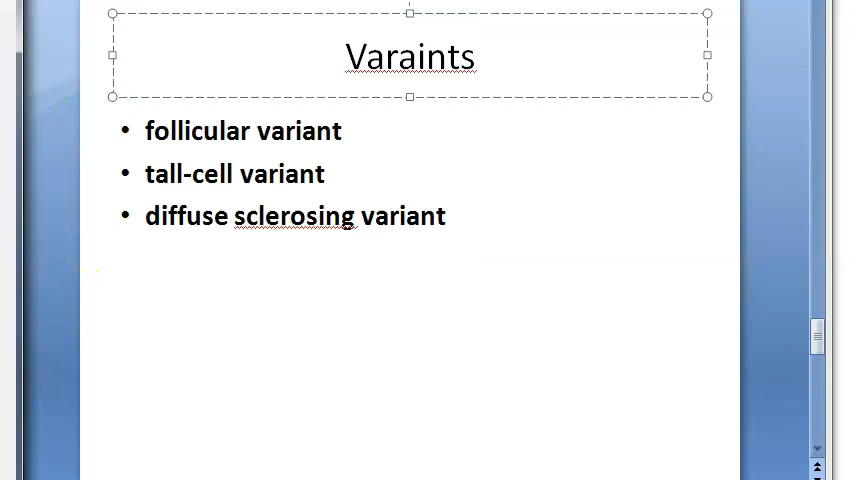 Varaints
• follicular variant
• tall-cell variant
• diffuse sclerosing variant